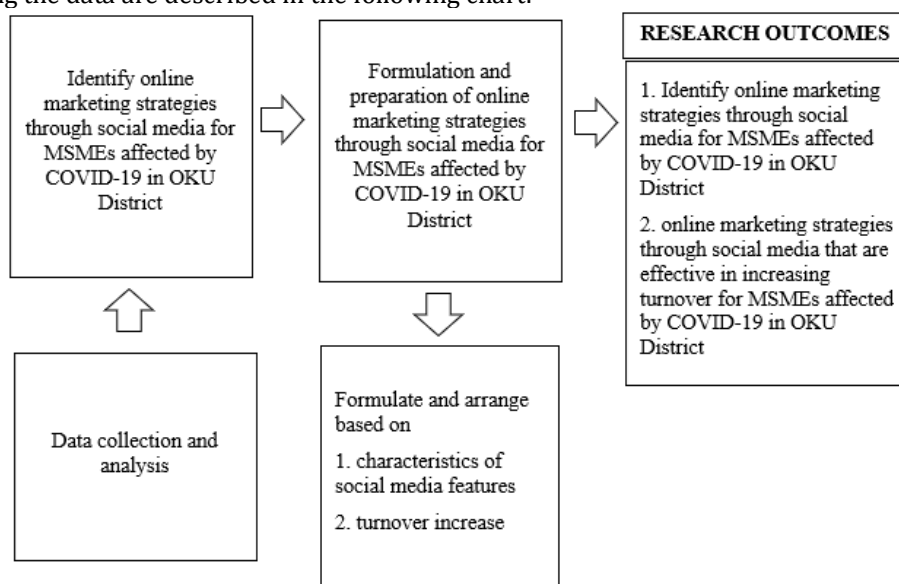 ng the data are described in the following chart.
Identify online
marketing strategies
through social media for
MSMEs affected by
COVID-19 in OKU
District
Formulation and
preparation of online
marketing strategies
through social media for
MSMEs affected by
COVID-19 in OKU
District
RESEARCH OUTCOMES
1. Identify online marketing
strategies through social
media for MSMEs affected
by COVID-19 in OKU
District
2. online marketing strategies
through social media that are
effective in increasing
turnover for MSMEs affected
by COVID-19 in OKU
District
Data collection and
analysis
Formulate and arrange
based on
1. characteristics of
social media features
2. turnover increase